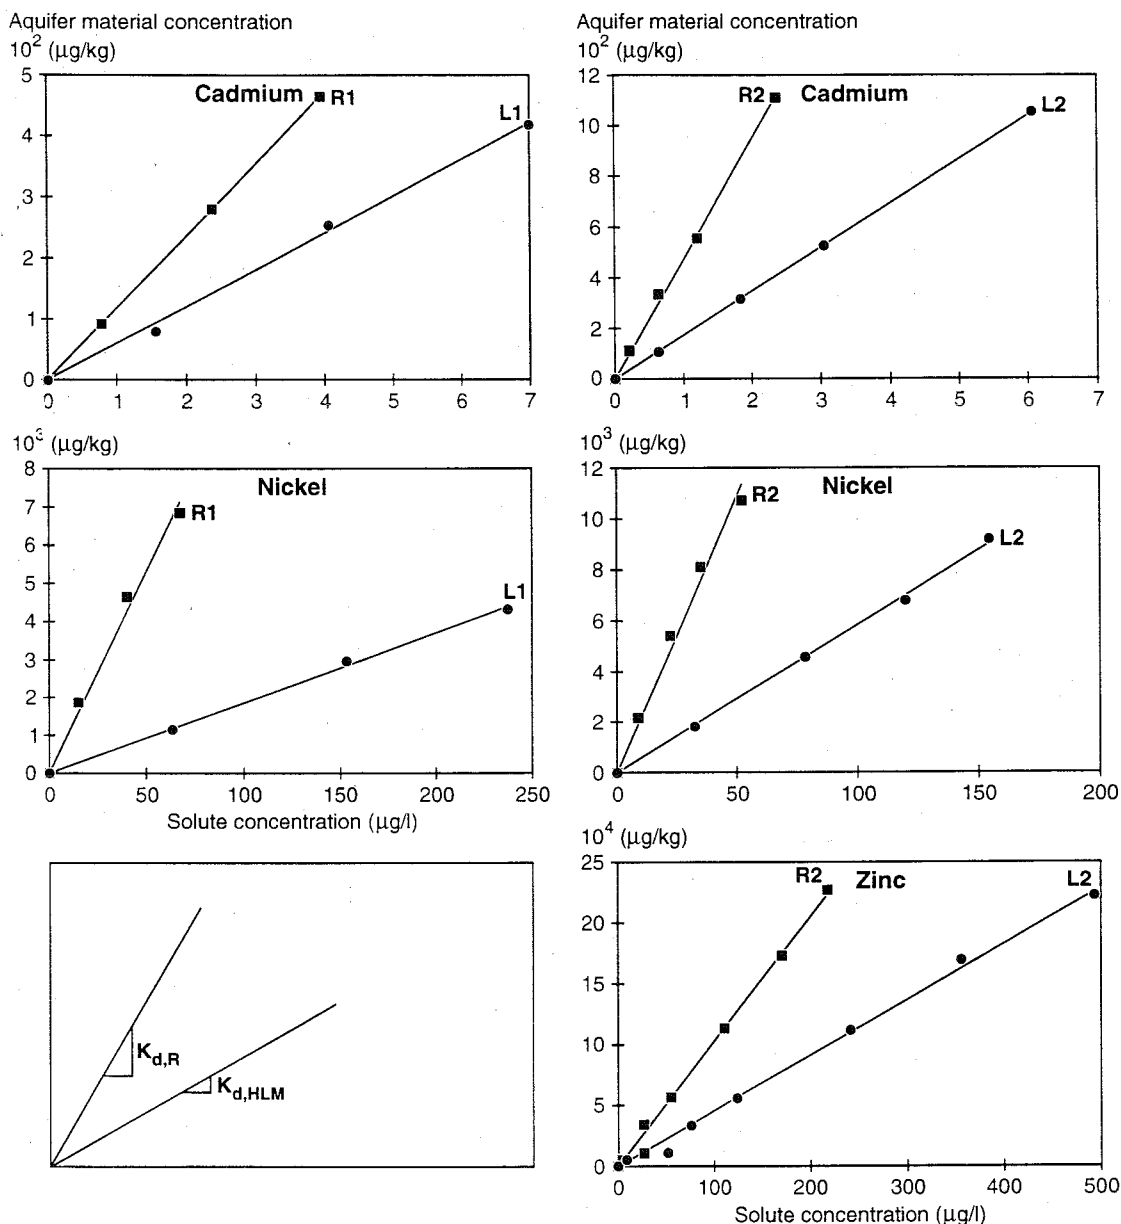 Aquifer material concentration
10² (µg/kg)
5
4
3
2
1
0
Cadmium
R1
L1
0 1 2 3 4 5 6 7
Aquifer material concentration
10² (µg/kg)
12
10
8
6
4
2
0
R2
Cadmium
L2
0 1 2 3 4 5 6 7
10³ (µg/kg)
8
7
6
5
4
3
2
1
0
Nickel
R1
L1
0 50 100 150 200 250
Solute concentration (µg/l)
10³ (µg/kg)
12
10
8
6
4
2
0
R2
Nickel
L2
0 50 100 150 200
K_d,R
K_d,HLM
10⁴ (µg/kg)
25
20
15
10
5
0
R2
Zinc
L2
0 100 200 300 400 500
Solute concentration (µg/l)